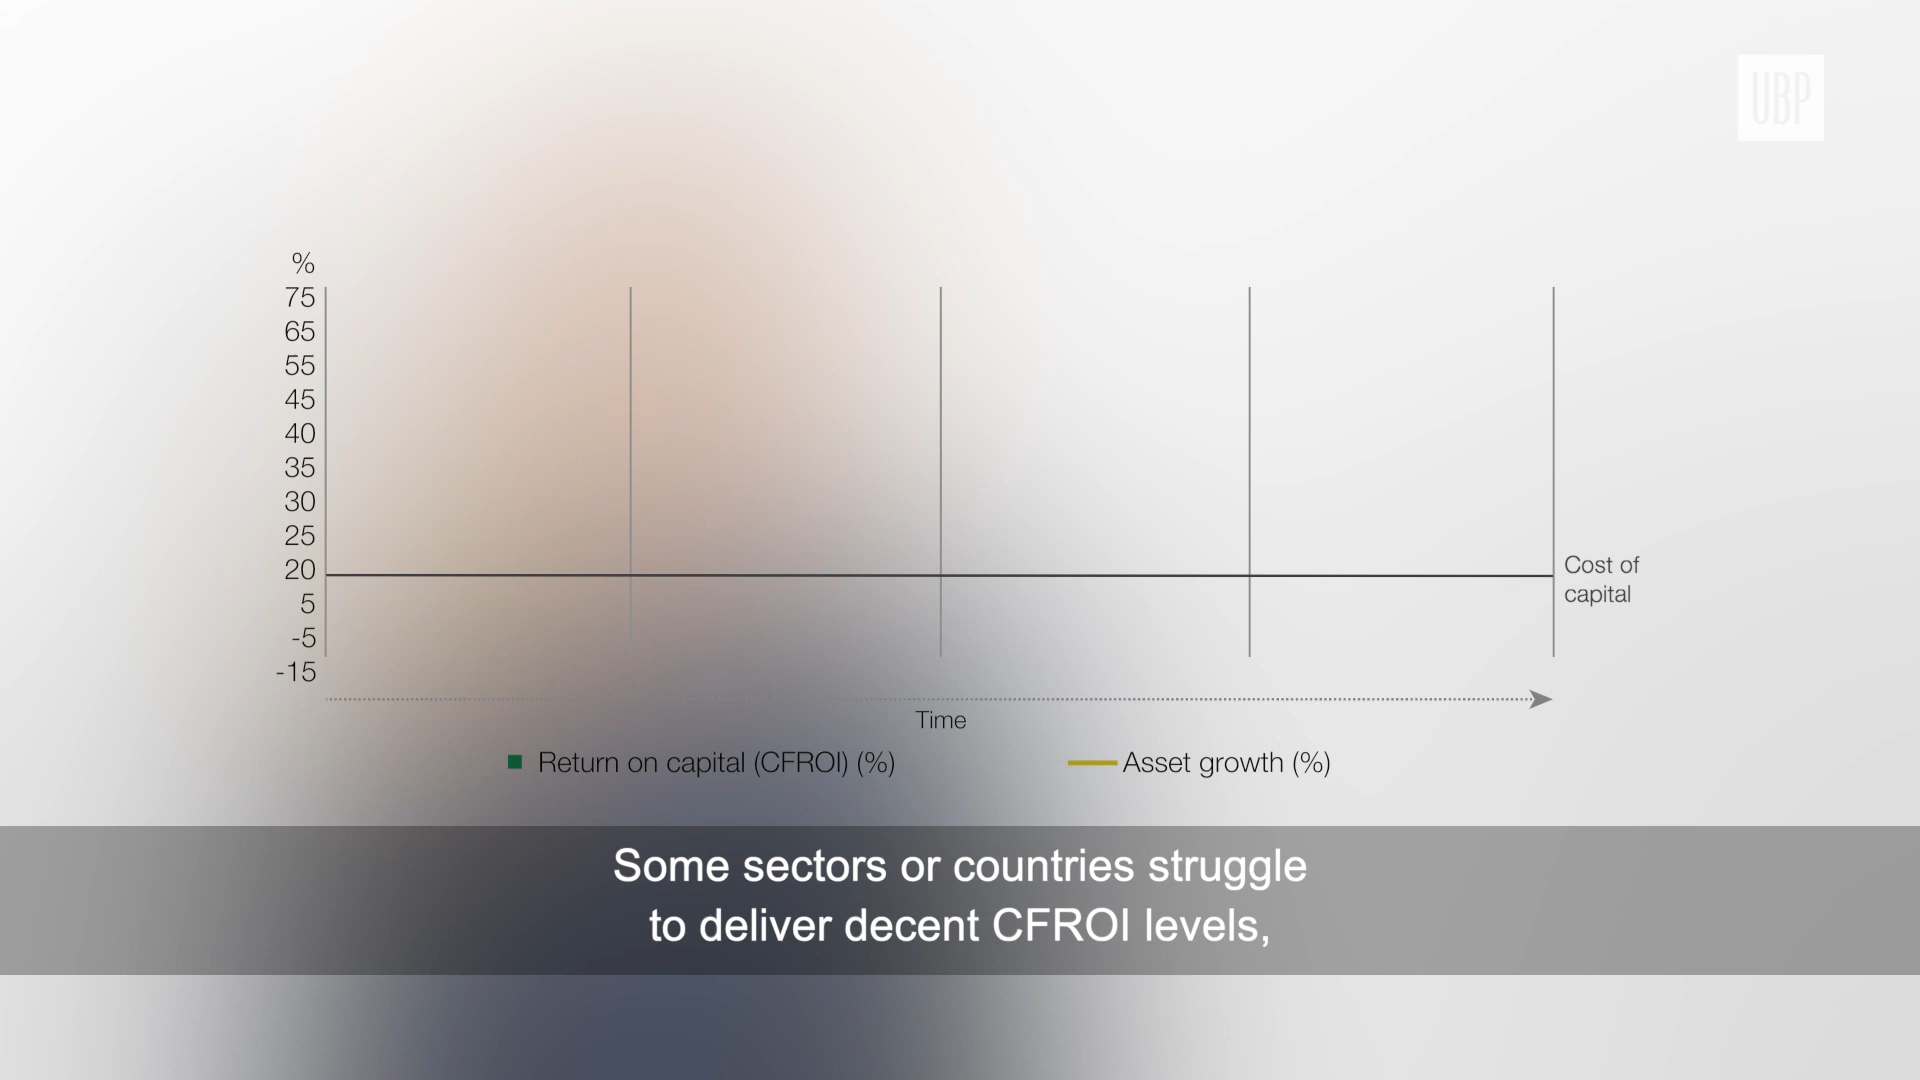 UBP
%
75
65
55
45
40
35
30
25
20
5
-5
-15
Cost of
capital
Time
Return on capital (CFROI) (%)
Asset growth (%)
Some sectors or countries struggle
to deliver decent CFROI levels,